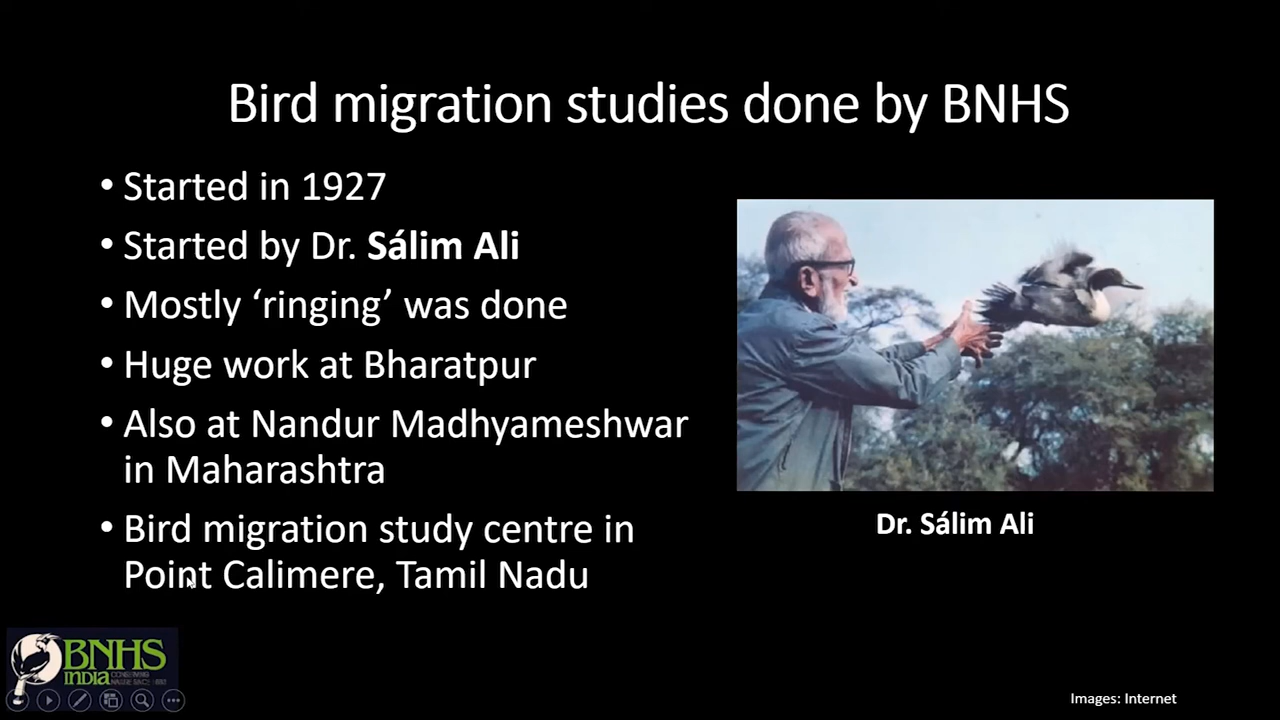 Bird migration studies done by BNHS
• Started in 1927
• Started by Dr. Sálim Ali
• Mostly ‘ringing’ was done
• Huge work at Bharatpur
• Also at Nandur Madhyameshwar
in Maharashtra
• Bird migration study centre in
Point Calimere, Tamil Nadu
Dr. Sálim Ali
BNHS
INDIA
Images: Internet